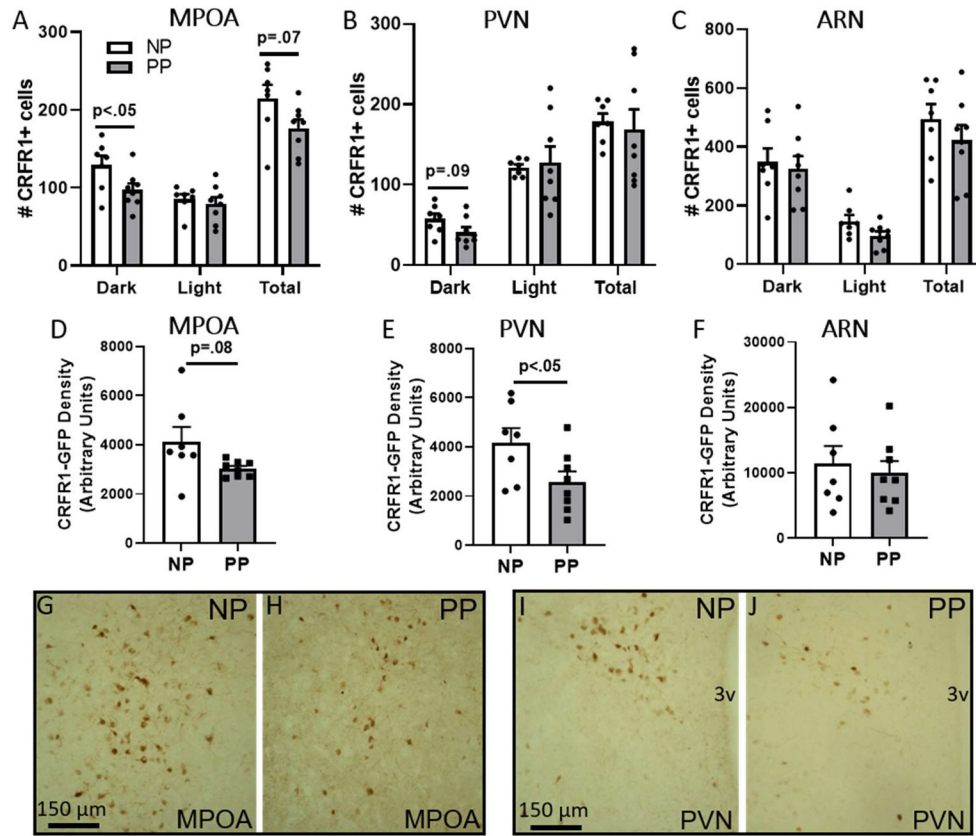 A
MPOA
# CRFR1+ cells
300
200
100
0
NP
PP
p<.05
p=.07
Dark
Light
Total
B
PVN
# CRFR1+ cells
300
200
100
0
p=.09
Dark
Light
Total
C
ARN
# CRFR1+ cells
800
600
400
200
0
Dark
Light
Total
D
MPOA
CRFR1-GFP Density
(Arbitrary Units)
8000
6000
4000
2000
0
p=.08
NP
PP
E
PVN
CRFR1-GFP Density
(Arbitrary Units)
8000
6000
4000
2000
0
p<.05
NP
PP
F
ARN
CRFR1-GFP Density
(Arbitrary Units)
30000
20000
10000
0
NP
PP
G
NP
150 µm
MPOA
H
PP
MPOA
I
NP
3v
150 µm
PVN
J
PP
3v
PVN